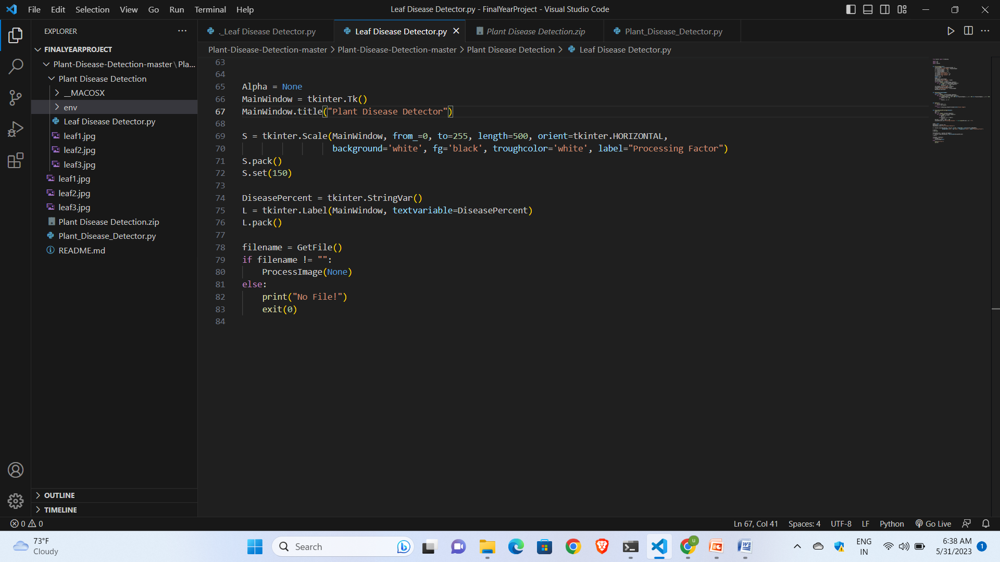 File Edit Selection View Go Run Terminal Help
Leaf Disease Detector.py - FinalYearProject - Visual Studio Code
EXPLORER
FINALYEARPROJECT
Plant-Disease-Detection-master\Pla...
Plant Disease Detection
__MACOSX
env
Leaf Disease Detector.py
leaf1.jpg
leaf2.jpg
leaf3.jpg
leaf1.jpg
leaf2.jpg
leaf3.jpg
Plant Disease Detection.zip
Plant_Disease_Detector.py
README.md
OUTLINE
TIMELINE
._Leaf Disease Detector.py
Leaf Disease Detector.py
Plant Disease Detection.zip
Plant_Disease_Detector.py
Plant-Disease-Detection-master > Plant-Disease-Detection-master > Plant Disease Detection > Leaf Disease Detector.py
63
64
65 Alpha = None
66 MainWindow = tkinter.Tk()
67 MainWindow.title("Plant Disease Detector")
68
69 S = tkinter.Scale(MainWindow, from_=0, to=255, length=500, orient=tkinter.HORIZONTAL,
70 background='white', fg='black', troughcolor='white', label="Processing Factor")
71 S.pack()
72 S.set(150)
73
74 DiseasePercent = tkinter.StringVar()
75 L = tkinter.Label(MainWindow, textvariable=DiseasePercent)
76 L.pack()
77
78 filename = GetFile()
79 if filename != "":
80 ProcessImage(None)
81 else:
82 print("No File!")
83 exit(0)
84
0 0
Ln 67, Col 41 Spaces: 4 UTF-8 LF Python Go Live
73°F
Cloudy
Search
ENG
IN
6:38 AM
5/31/2023
1